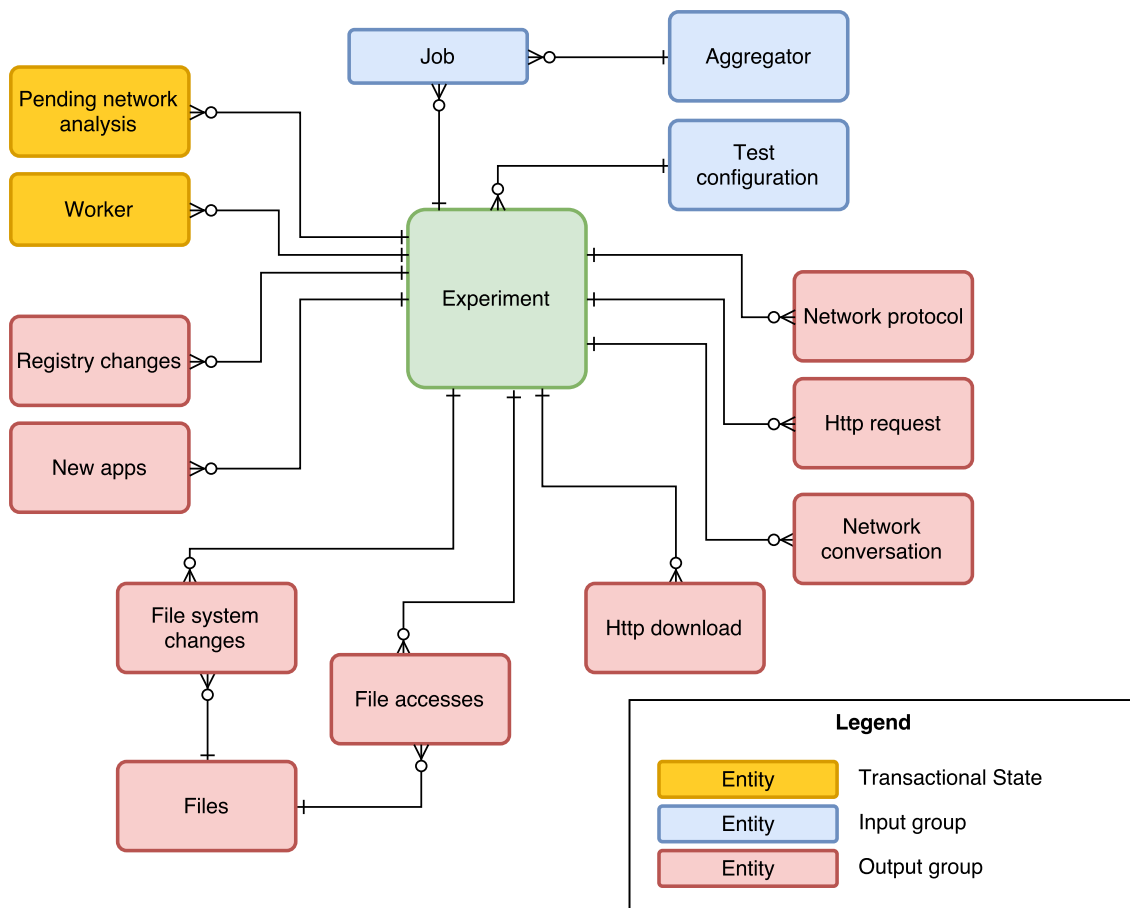 Job
Aggregator
Pending network
analysis
Test
configuration
Worker
Experiment
Network protocol
Registry changes
Http request
New apps
Network
conversation
File system
changes
Http download
File accesses
Files
Legend
Entity
Transactional State
Entity
Input group
Entity
Output group